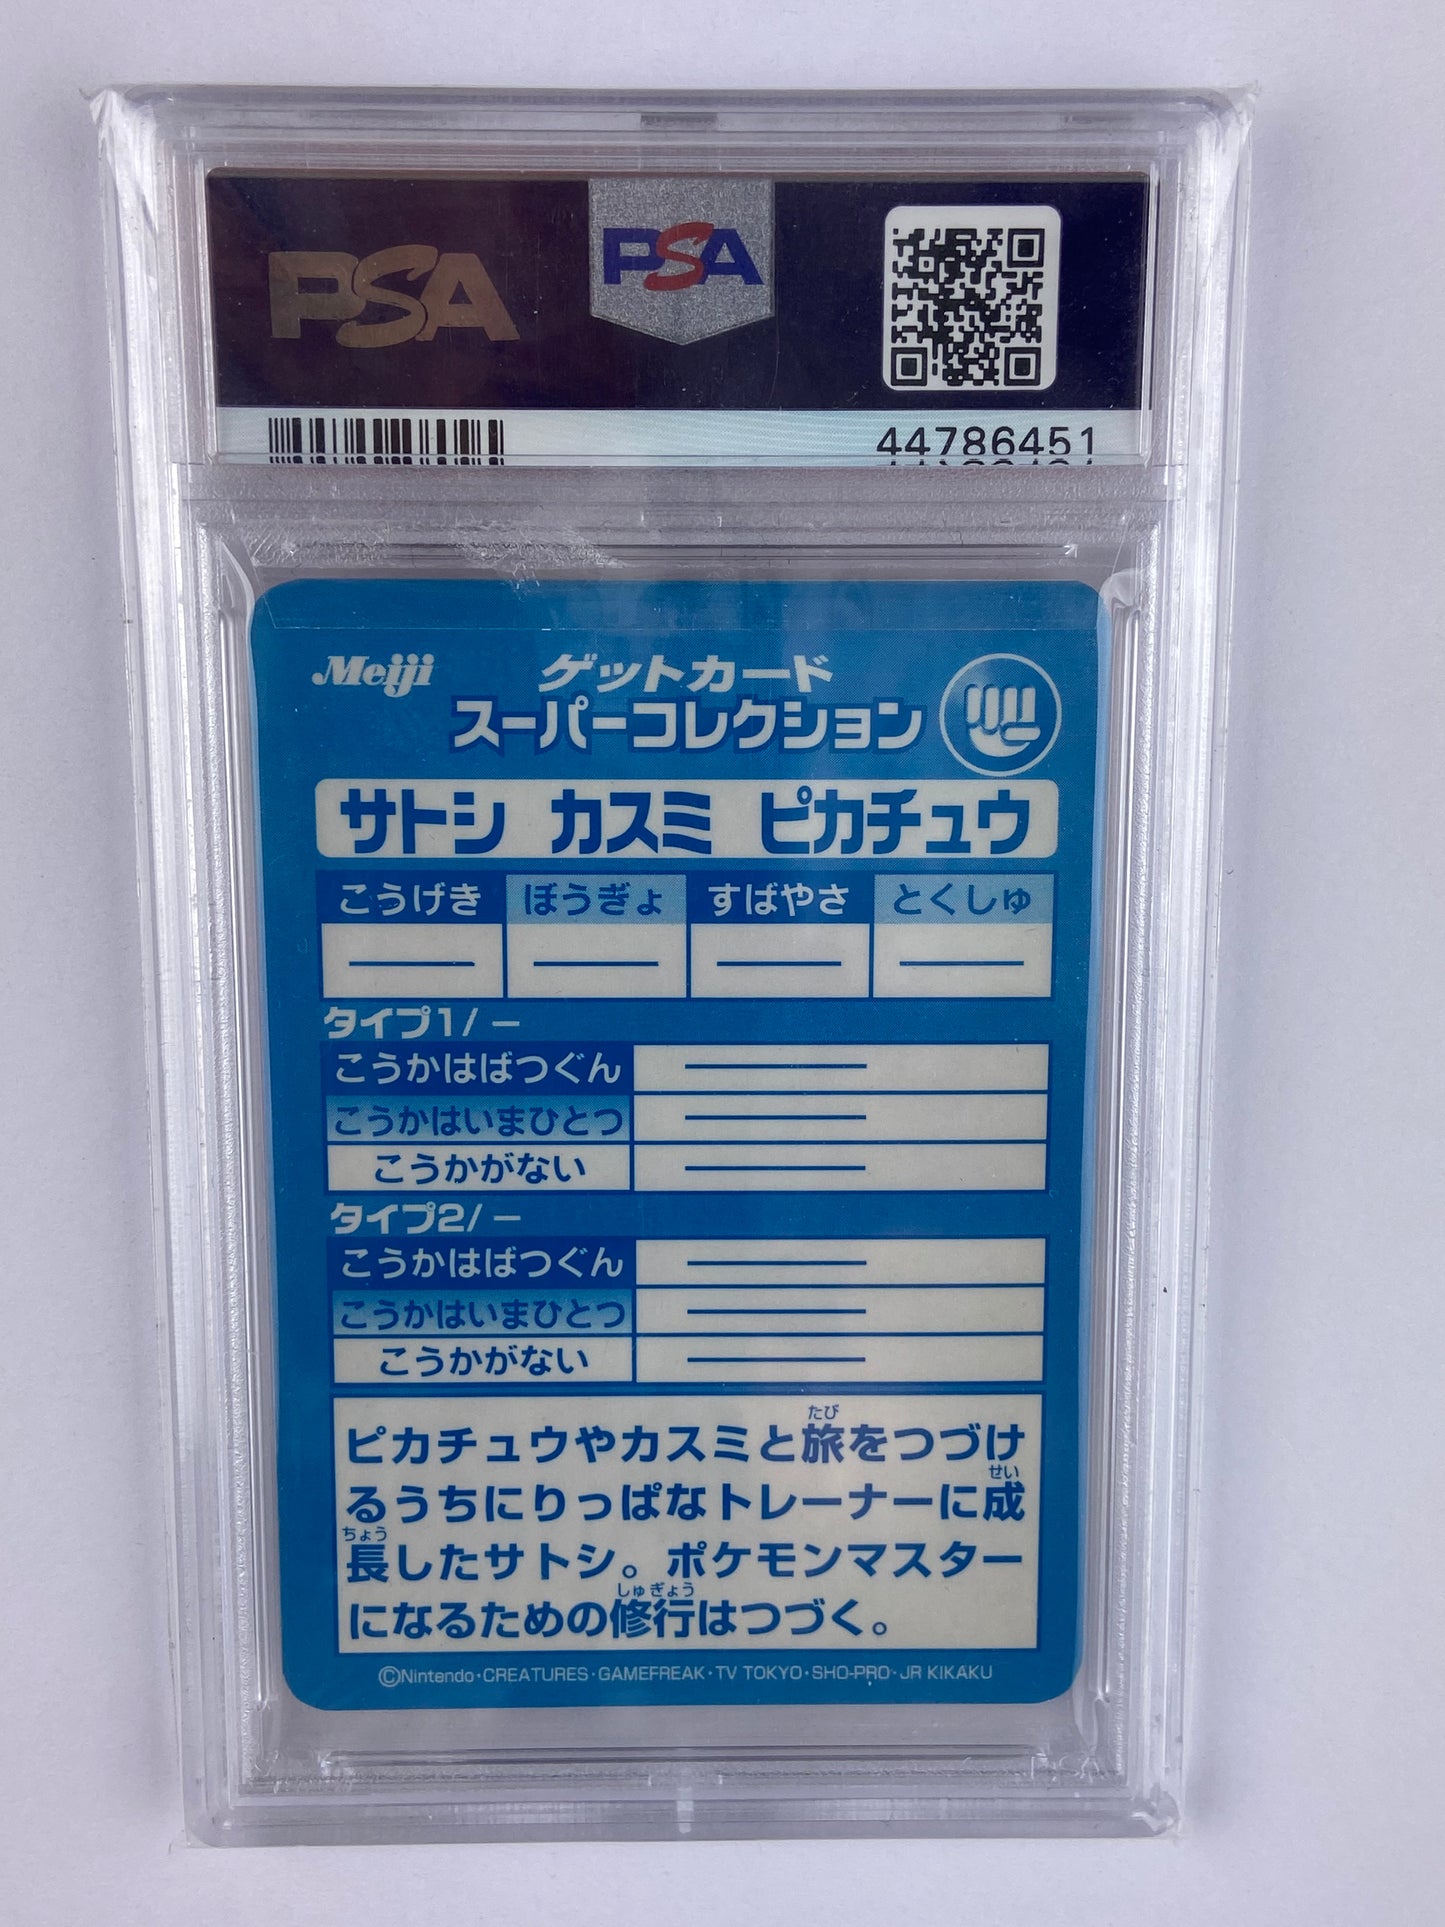 PSA
PSA
44786451
Meiji
ゲットカード
スーパーコレクション
サトシ カスミ ピカチュウ
こうげき ぼうぎょ すばやさ とくしゅ
タイプ1/ー
こうかはばつぐん
こうかはいまひとつ
こうかがない
タイプ2/ー
こうかはばつぐん
こうかはいまひとつ
こうかがない
たび
ピカチュウやカスミと旅をつづけ
せい
るうちにりっぱなトレーナーに成
ちょう
長したサトシ。ポケモンマスター
しゅぎょう
になるための修行はつづく。
©Nintendo・CREATURES・GAMEFREAK・TV TOKYO・SHO-PRO・JR KIKAKU